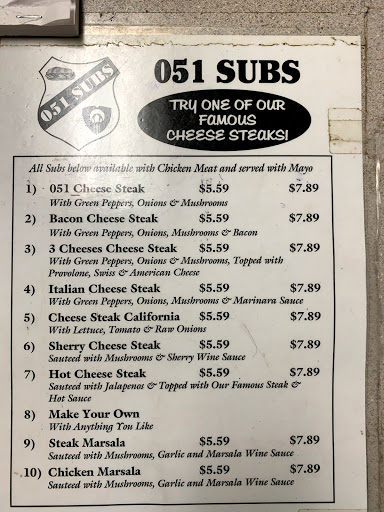 051 SUBS
051 SUBS
TRY ONE OF OUR
FAMOUS
CHEESE STEAKS!
All Subs below available with Chicken Meat and served with Mayo
1) 051 Cheese Steak $5.59 $7.89
With Green Peppers, Onions & Mushrooms
2) Bacon Cheese Steak $5.59 $7.89
With Green Peppers, Onions, Mushrooms & Bacon
3) 3 Cheeses Cheese Steak $5.59 $7.89
With Green Peppers, Onions & Mushrooms, Topped with
Provolone, Swiss & American Cheese
4) Italian Cheese Steak $5.59 $7.89
With Green Peppers, Onions, Mushrooms & Marinara Sauce
5) Cheese Steak California $5.59 $7.89
With Lettuce, Tomato & Raw Onions
6) Sherry Cheese Steak $5.59 $7.89
Sauteed with Mushrooms & Sherry Wine Sauce
7) Hot Cheese Steak $5.59 $7.89
Sauteed with Jalapenos & Topped with Our Famous Steak &
Hot Sauce
8) Make Your Own
With Anything You Like
9) Steak Marsala $5.59 $7.89
Sauteed with Mushrooms, Garlic and Marsala Wine Sauce
10) Chicken Marsala $5.59 $7.89
Sauteed with Mushrooms, Garlic and Marsala Wine Sauce